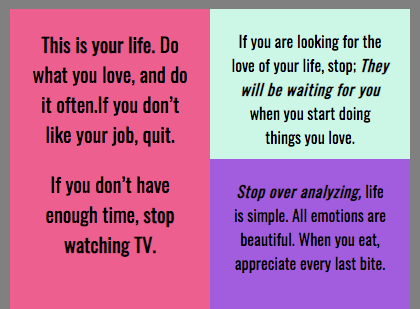 This is your life. Do
what you love, and do
it often.If you don't
like your job, quit.
If you don't have
enough time, stop
watching TV.
If you are looking for the
love of your life, stop; They
will be waiting for you
when you start doing
things you love.
Stop over analyzing, life
is simple. All emotions are
beautiful. When you eat,
appreciate every last bite.